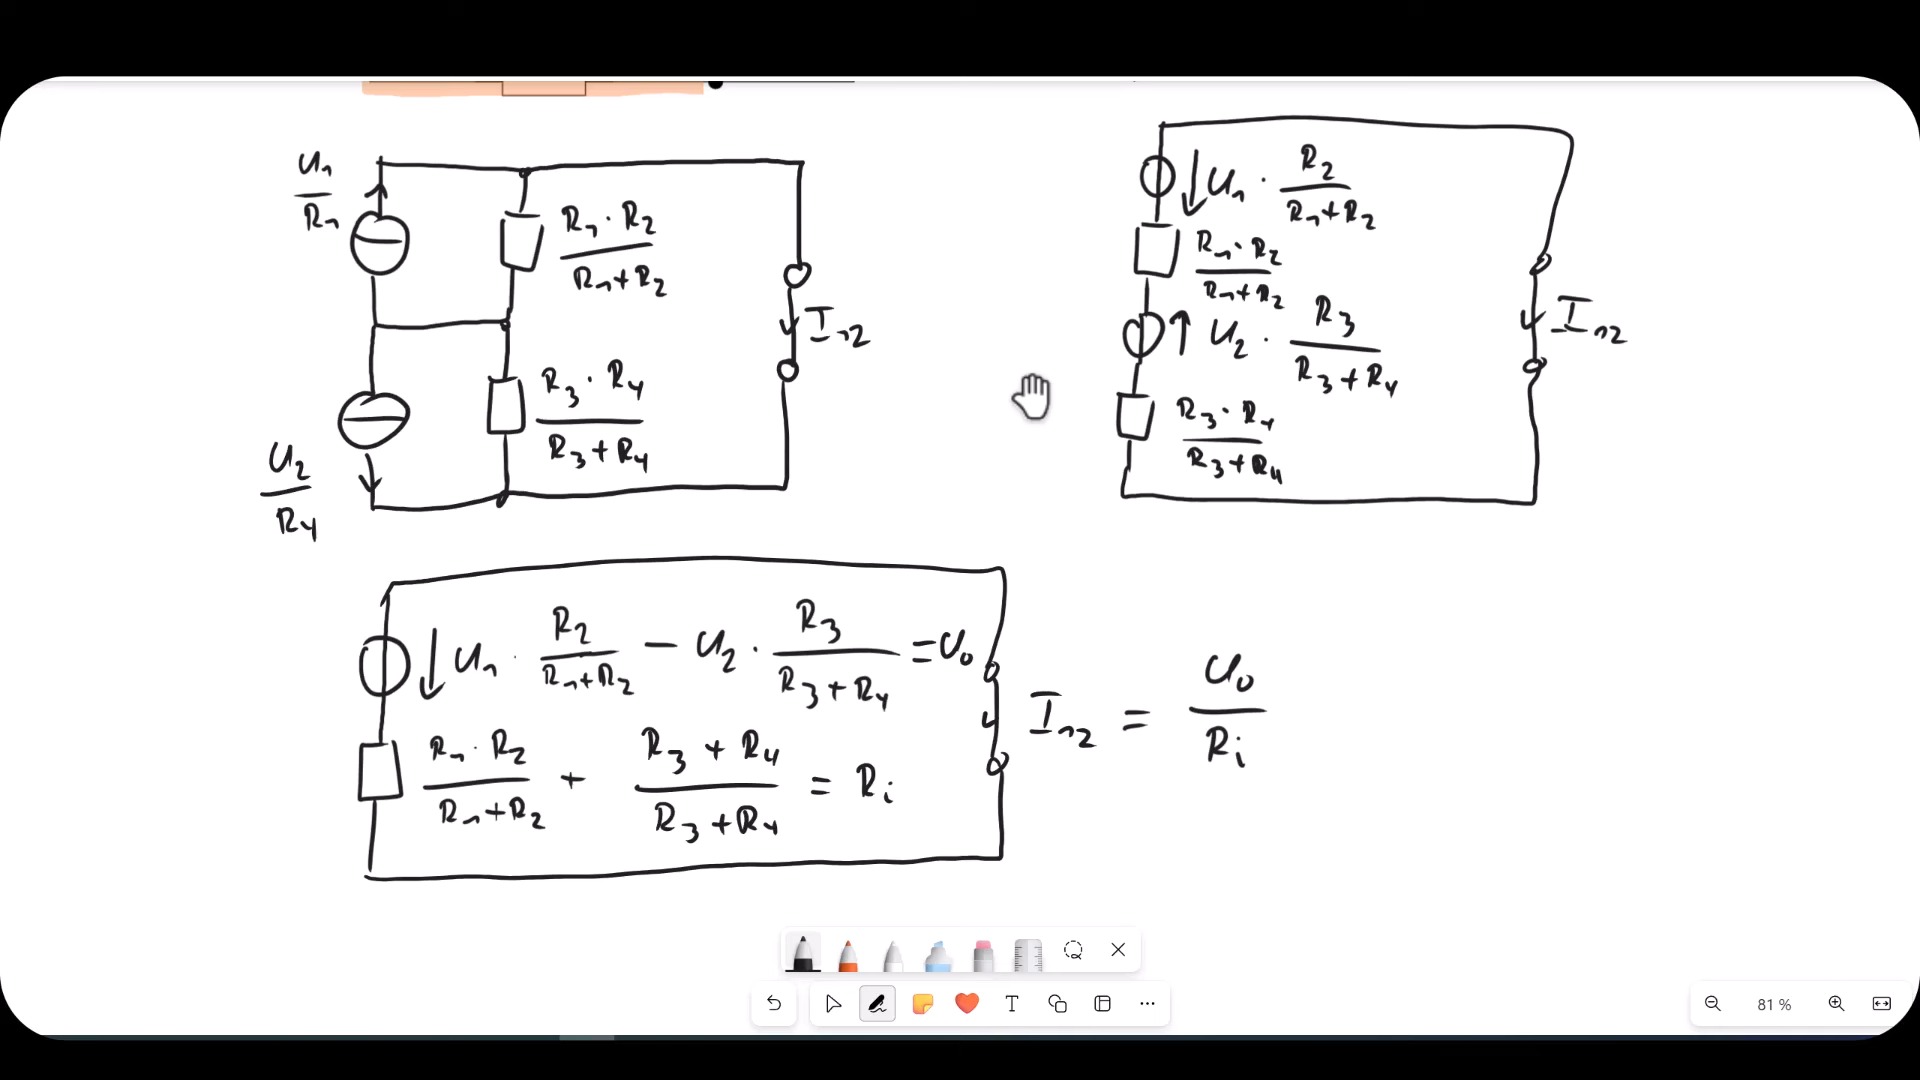 U₁/R₁
R₁ · R₂ / R₁+R₂
I₁₂
R₃ · R₄ / R₃+R₄
U₂/R₄
↓ U₁ · R₂ / R₁+R₂
R₁ · R₂ / R₁+R₂
↑ U₂ · R₃ / R₃+R₄
I₁₂
R₃ · R₄ / R₃+R₄
↓ U₁ · R₂ / R₁+R₂ − U₂ · R₃ / R₃+R₄ = U₀
R₁ · R₂ / R₁+R₂ + R₃ + R₄ / R₃+R₄ = Rᵢ
I₁₂ = U₀ / Rᵢ
T
81 %